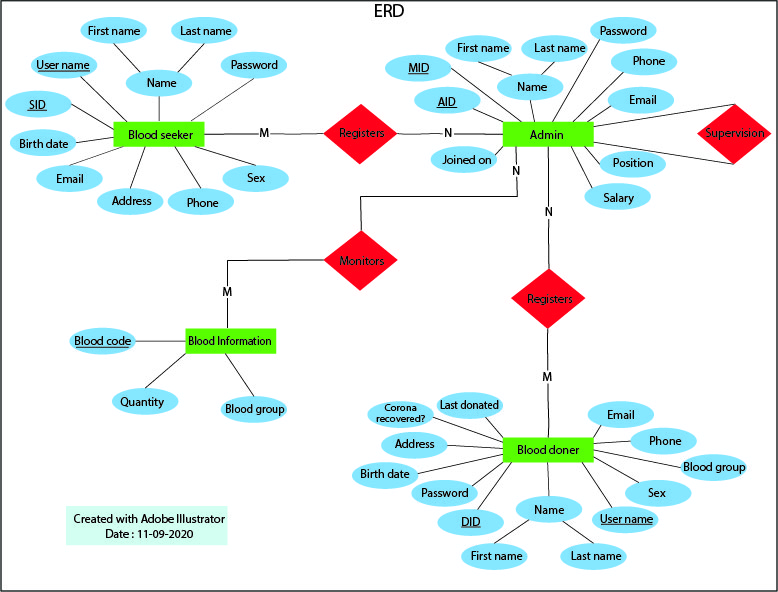 ERD
First name
Last name
User name
Name
Password
SID
Blood seeker
Birth date
Email
Address
Phone
Sex
M
Registers
N
First name
Last name
Password
MID
Name
Phone
AID
Email
Admin
Supervision
Joined on
Position
Salary
N
N
Monitors
M
Registers
M
Blood code
Blood Information
Quantity
Blood group
Corona
recovered?
Last donated
Email
Address
Phone
Blood doner
Blood group
Birth date
Password
Sex
DID
Name
User name
First name
Last name
Created with Adobe Illustrator
Date : 11-09-2020